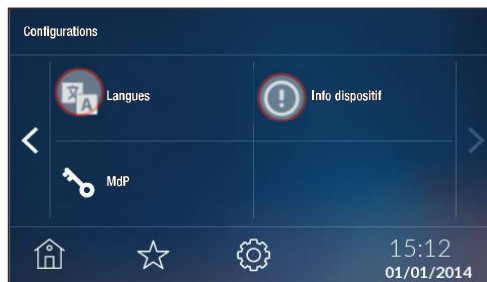 Configurations
Langues
Info dispositif
MdP
15:12
01/01/2014